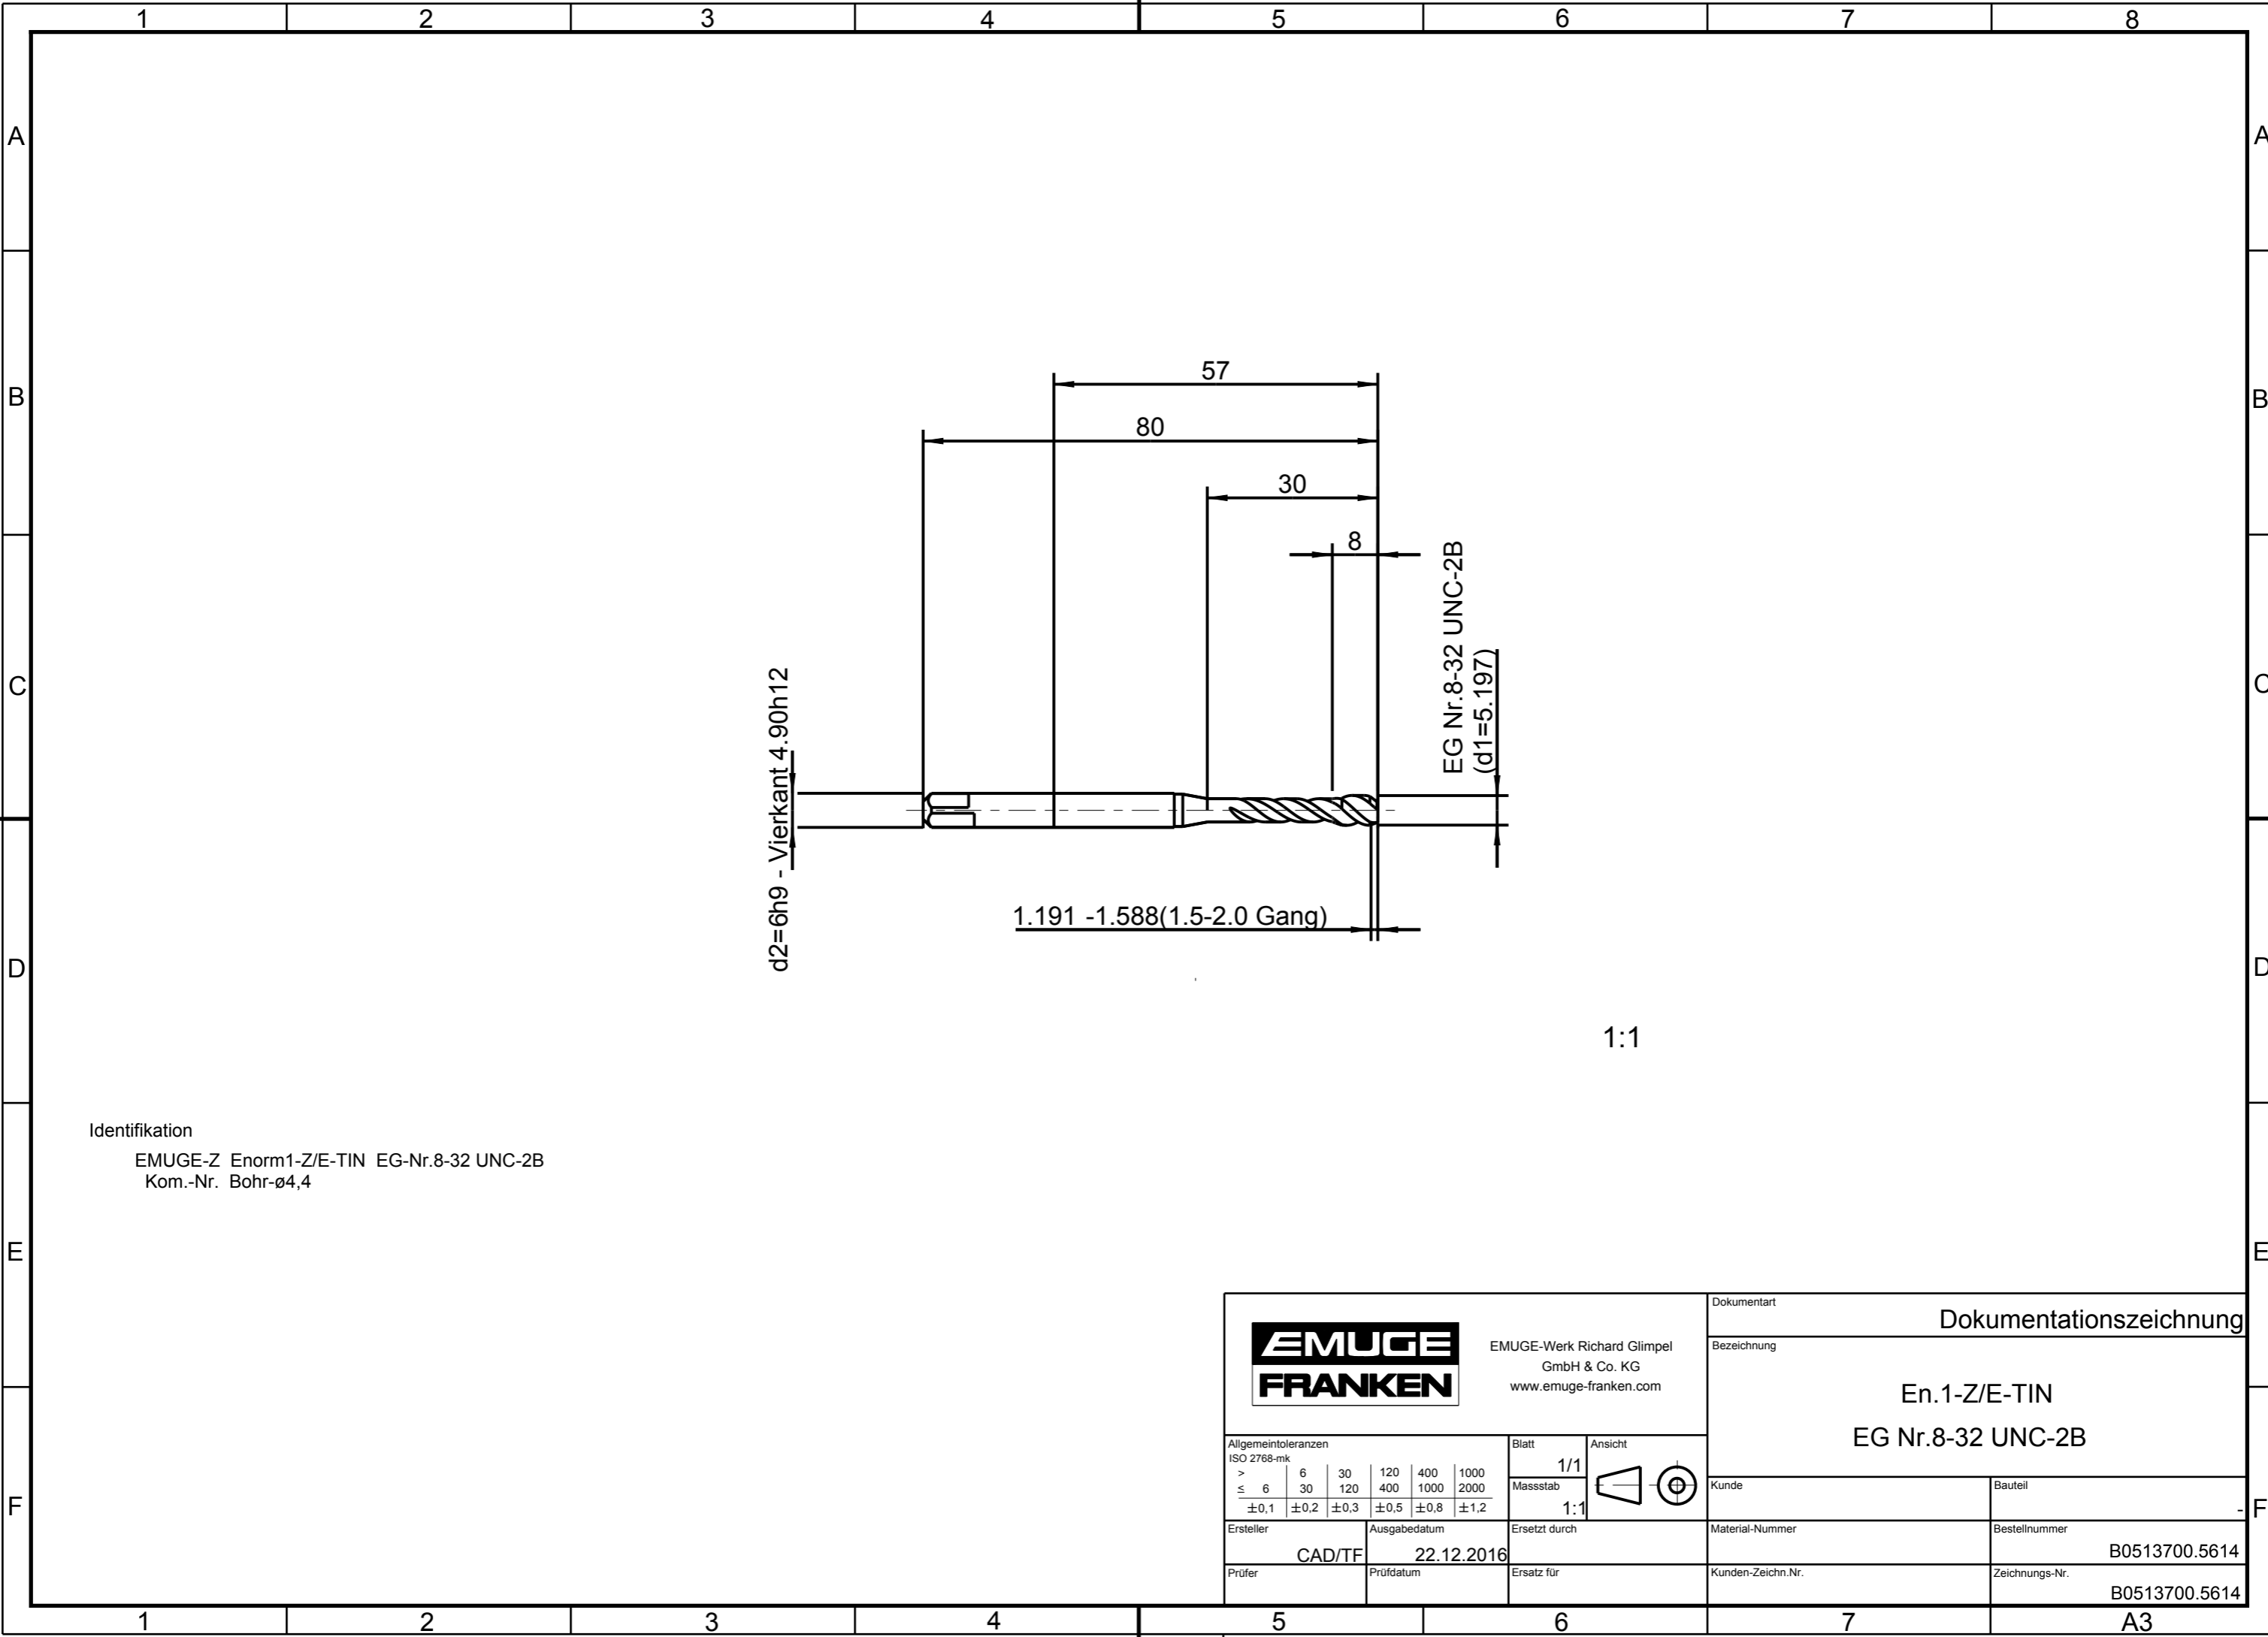 1 2 3 4 5 6 7 8
A A
B B
C C
D D
E E
F F
57
80
30
8
EG Nr.8-32 UNC-2B
(d1=5.197)
d2=6h9 - Vierkant 4.90h12
1.191 -1.588(1.5-2.0 Gang)
1:1
Identifikation
EMUGE-Z Enorm1-Z/E-TIN EG-Nr.8-32 UNC-2B
Kom.-Nr. Bohr-ø4,4
EMUGE
FRANKEN
EMUGE-Werk Richard Glimpel
GmbH & Co. KG
www.emuge-franken.com
Dokumentart
Dokumentationszeichnung
Bezeichnung
En.1-Z/E-TIN
EG Nr.8-32 UNC-2B
Allgemeintoleranzen
ISO 2768-mk
> 6 30 120 400 1000
≤ 6 30 120 400 1000 2000
±0,1 ±0,2 ±0,3 ±0,5 ±0,8 ±1,2
Blatt
1/1
Ansicht
Massstab
1:1
Kunde
Bauteil
-
Ersteller
CAD/TF
Ausgabedatum
22.12.2016
Ersetzt durch
Material-Nummer
Bestellnummer
B0513700.5614
Prüfer
Prüfdatum
Ersatz für
Kunden-Zeichn.Nr.
Zeichnungs-Nr.
B0513700.5614
1 2 3 4 5 6 7 A3